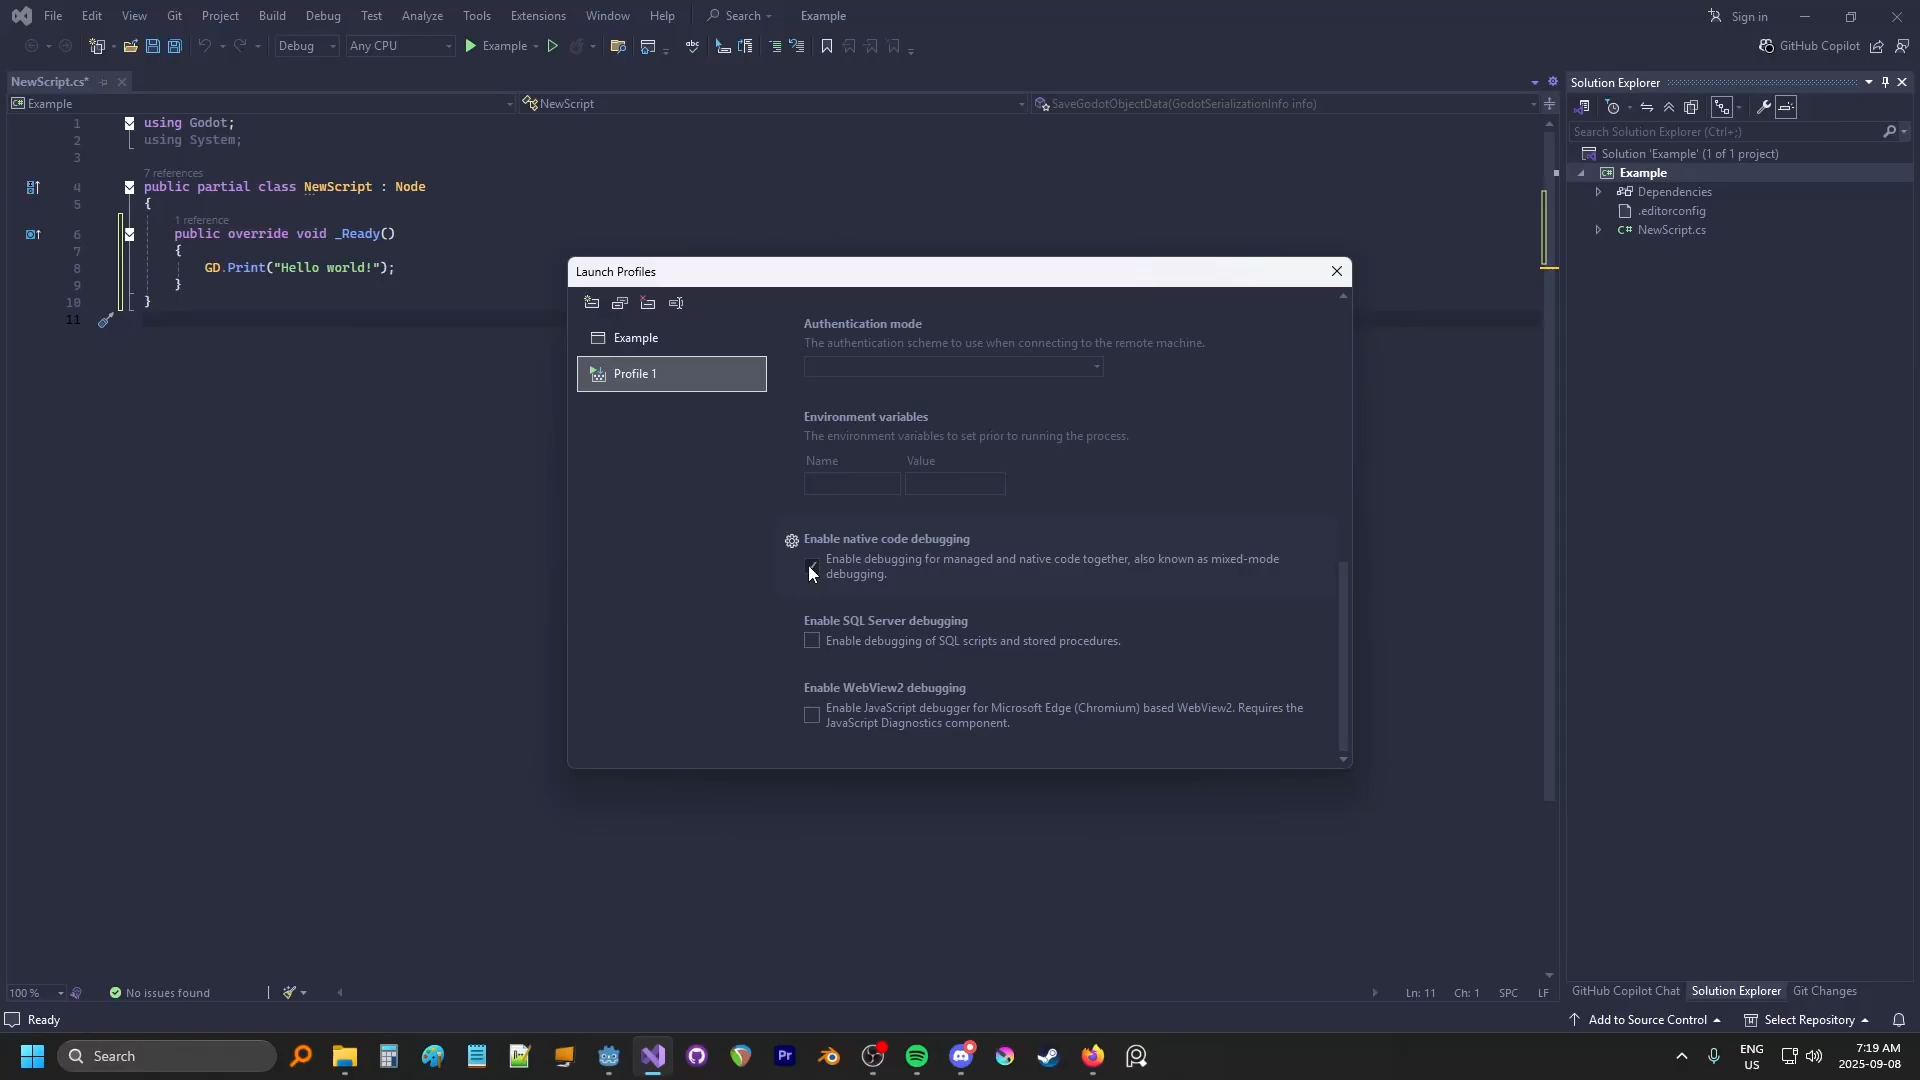 File Edit View Git Project Build Debug Test Analyze Tools Extensions Window Help Search Example Sign in
Debug Any CPU Example GitHub Copilot
NewScript.cs*
Example NewScript SaveGodotObjectData(GodotSerializationInfo info)
1 using Godot;
2 using System;
3
7 references
4 public partial class NewScript : Node
5 {
1 reference
6 public override void _Ready()
7 {
8 GD.Print("Hello world!");
9 }
10 }
11
Launch Profiles
Example
Profile 1
Authentication mode
The authentication scheme to use when connecting to the remote machine.
Environment variables
The environment variables to set prior to running the process.
Name Value
Enable native code debugging
Enable debugging for managed and native code together, also known as mixed-mode
debugging.
Enable SQL Server debugging
Enable debugging of SQL scripts and stored procedures.
Enable WebView2 debugging
Enable JavaScript debugger for Microsoft Edge (Chromium) based WebView2. Requires the
JavaScript Diagnostics component.
Solution Explorer
Search Solution Explorer (Ctrl+;)
Solution 'Example' (1 of 1 project)
C# Example
Dependencies
.editorconfig
C# NewScript.cs
GitHub Copilot Chat Solution Explorer Git Changes
100 % No issues found Ln: 11 Ch: 1 SPC LF
Ready Add to Source Control Select Repository
Search Pr ENG
US
7:19 AM
2025-09-08